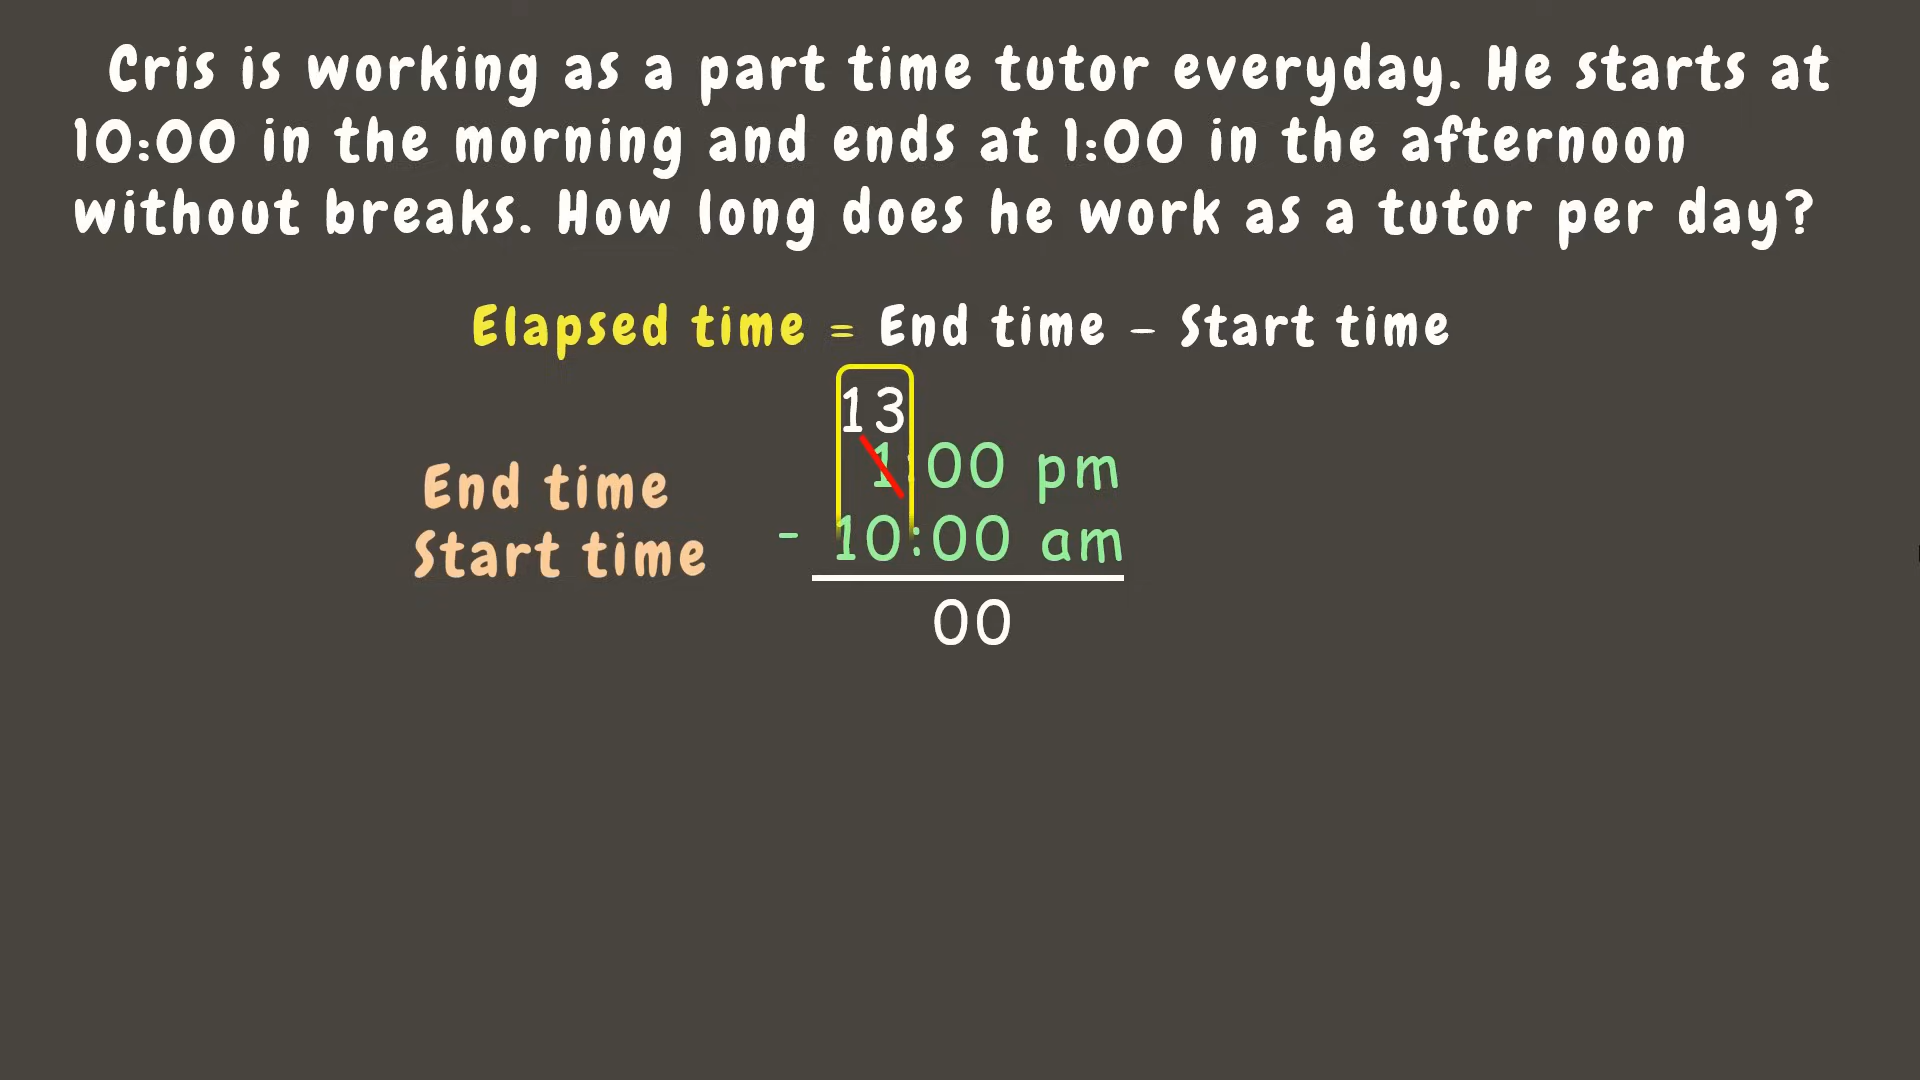 Cris is working as a part time tutor everyday. He starts at
10:00 in the morning and ends at 1:00 in the afternoon
without breaks. How long does he work as a tutor per day?
Elapsed time = End time - Start time
13
End time 1:00 pm
Start time - 10:00 am
00